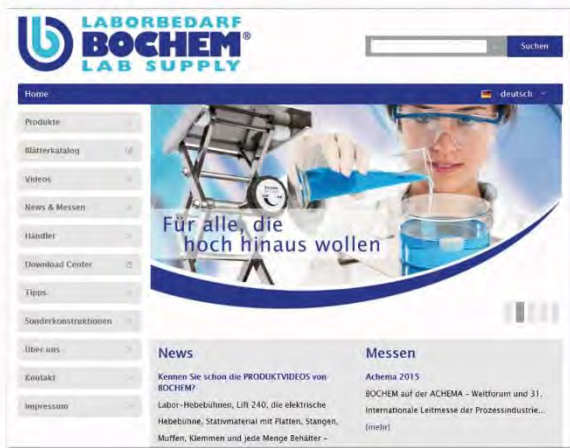 LABORBEDARF
BOCHEM®
LAB SUPPLY
Suchen
Home
deutsch
Produkte
Blätterkatalog
Videos
News & Messen
Händler
Download Center
Tipps
Sonderkonstruktionen
Über uns
Kontakt
Impressum
Für alle, die
hoch hinaus wollen
News
Kennen Sie schon die PRODUKTVIDEOS von
BOCHEM?
Labor-Hebebühnen, Lift 240, die elektrische
Hebebühne, Stativmaterial mit Platten, Stangen,
Muffen, Klemmen und jede Menge Behälter –
Messen
Achema 2015
BOCHEM auf der ACHEMA – Weltforum und 31.
Internationale Leitmesse der Prozessindustrie...
[mehr]